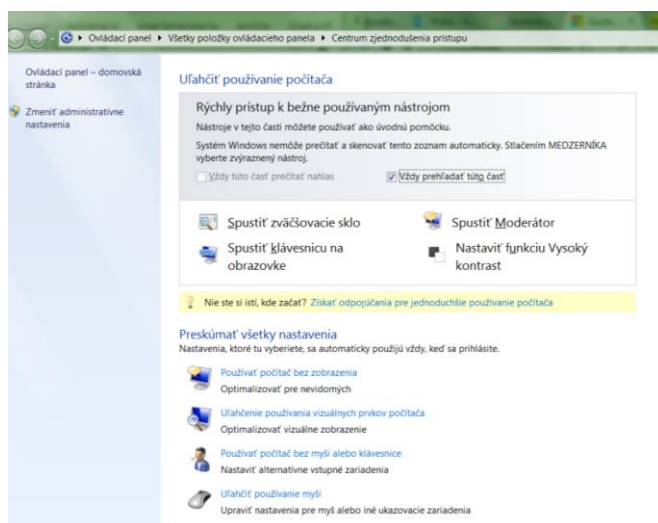 Ovládací panel ▸ Všetky položky ovládacieho panela ▸ Centrum zjednodušenia prístupu
Ovládací panel – domovská
stránka
Zmeniť administratívne
nastavenia
Uľahčiť používanie počítača
Rýchly prístup k bežne používaným nástrojom
Nástroje v tejto časti môžete používať ako úvodnú pomôcku.
Systém Windows nemôže prečítať a skenovať tento zoznam automaticky. Stlačením MEDZERNÍKA
vyberte zvýraznený nástroj.
Vždy túto časť prečítať nahlas
Vždy prehľadať túto časť
Spustiť zväčšovacie sklo
Spustiť Moderátor
Spustiť klávesnicu na
obrazovke
Nastaviť funkciu Vysoký
kontrast
Nie ste si istí, kde začať? Získať odporúčania pre jednoduchšie používanie počítača
Preskúmať všetky nastavenia
Nastavenia, ktoré tu vyberiete, sa automaticky použijú vždy, keď sa prihlásite.
Používať počítač bez zobrazenia
Optimalizovať pre nevidomých
Uľahčenie používania vizuálnych prvkov počítača
Optimalizovať vizuálne zobrazenie
Používať počítač bez myši alebo klávesnice
Nastaviť alternatívne vstupné zariadenia
Uľahčiť používanie myši
Upraviť nastavenia pre myš alebo iné ukazovacie zariadenia